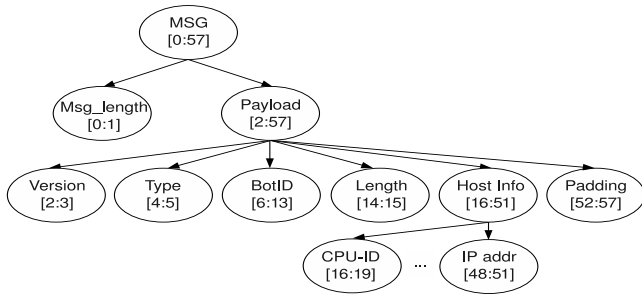 MSG
[0:57]
Msg_length
[0:1]
Payload
[2:57]
Version
[2:3]
Type
[4:5]
BotID
[6:13]
Length
[14:15]
Host Info
[16:51]
Padding
[52:57]
CPU-ID
[16:19]
...
IP addr
[48:51]